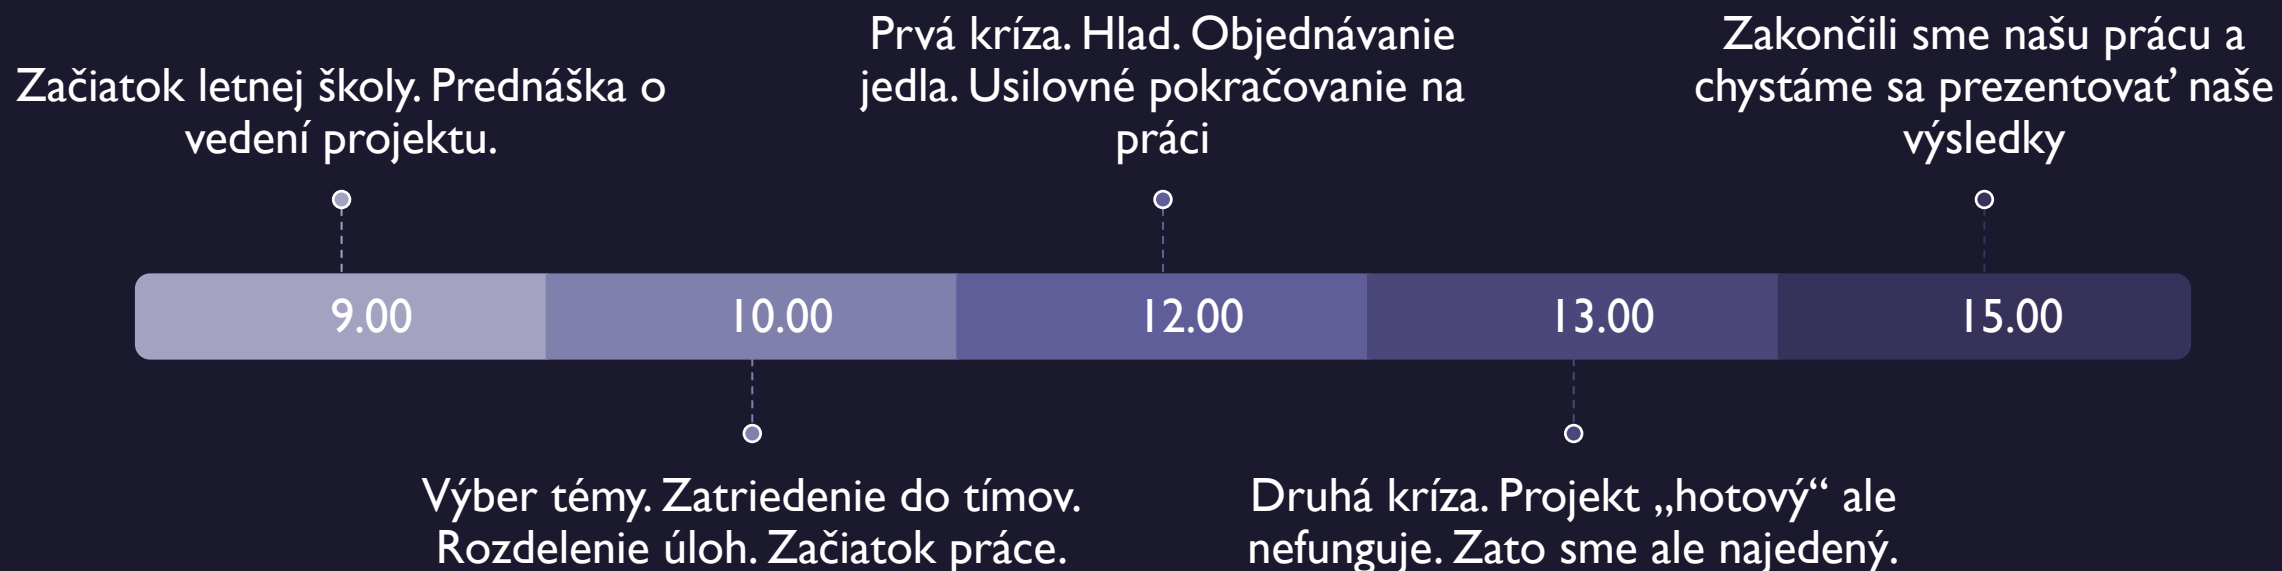 Začiatok letnej školy. Prednáška o
vedení projektu.
Prvá kríza. Hlad. Objednávanie
jedla. Usilovné pokračovanie na
práci
Zakončili sme našu prácu a
chystáme sa prezentovať naše
výsledky
9.00
10.00
12.00
13.00
15.00
Výber témy. Zatriedenie do tímov.
Rozdelenie úloh. Začiatok práce.
Druhá kríza. Projekt „hotový“ ale
nefunguje. Zato sme ale najedený.